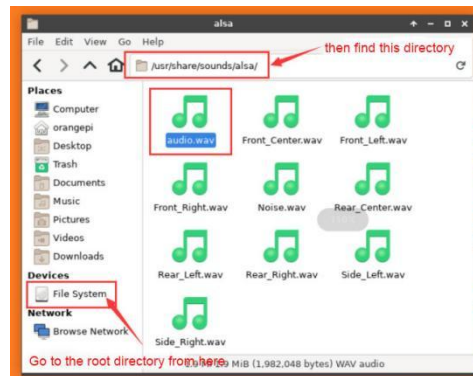 alsa
File Edit View Go Help
then find this directory
/usr/share/sounds/alsa/
Places
Computer
orangepi
Desktop
Trash
Documents
Music
Pictures
Videos
Downloads
Devices
File System
Network
Browse Network
audio.wav Front_Center.wav Front_Left.wav
Front_Right.wav Noise.wav Rear_Center.wav
Rear_Left.wav Rear_Right.wav Side_Left.wav
Side_Right.wav
Go to the root directory from here
MiB (1,982,048 bytes) WAV audio